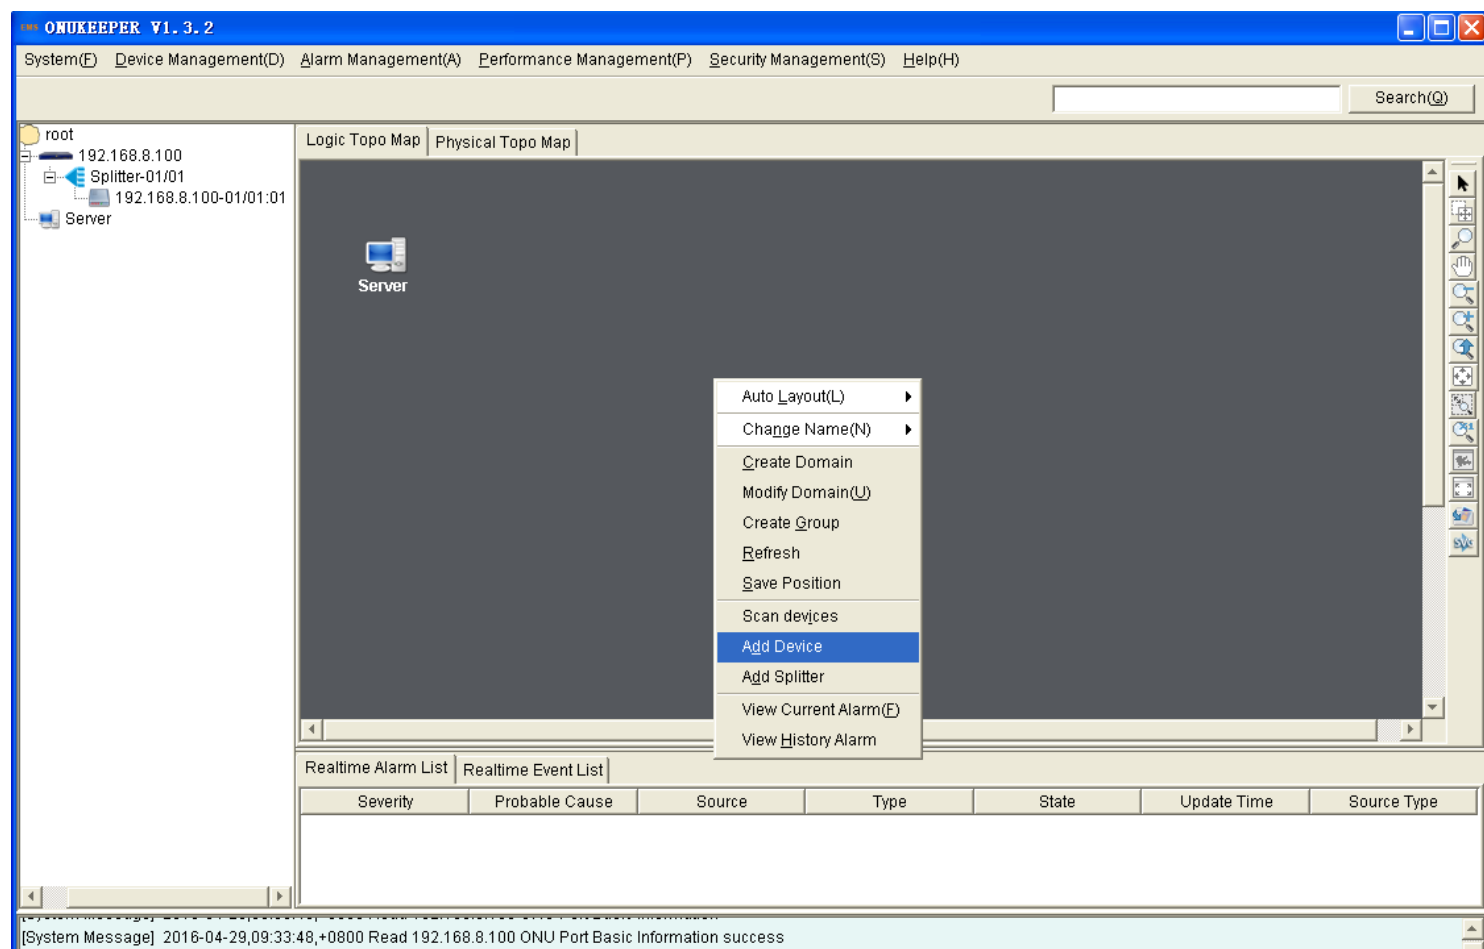 EMS ONUKEEPER V1.3.2
System(F) Device Management(D) Alarm Management(A) Performance Management(P) Security Management(S) Help(H)
Search(Q)
root
192.168.8.100
Splitter-01/01
192.168.8.100-01/01:01
Server
Logic Topo Map Physical Topo Map
Server
Auto Layout(L)
Change Name(N)
Create Domain
Modify Domain(U)
Create Group
Refresh
Save Position
Scan devices
Add Device
Add Splitter
View Current Alarm(F)
View History Alarm
Realtime Alarm List Realtime Event List
Severity Probable Cause Source Type State Update Time Source Type
[System Message] 2016-04-29,09:33:48,+0800 Read 192.168.8.100 ONU Port Basic Information success